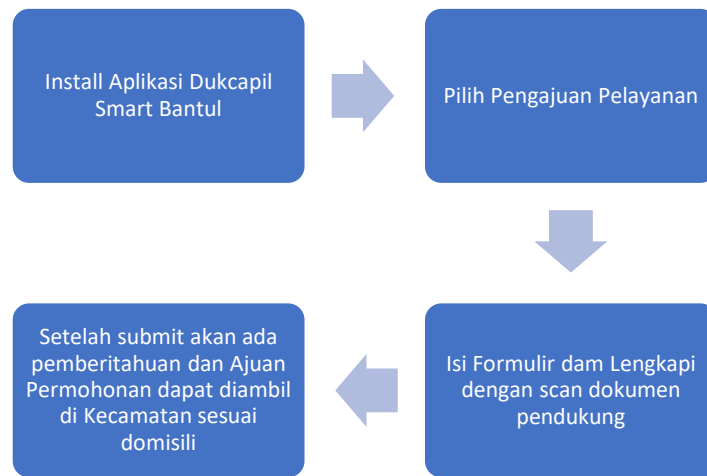 Install Aplikasi Dukcapil
Smart Bantul
Pilih Pengajuan Pelayanan
Isi Formulir dam Lengkapi
dengan scan dokumen
pendukung
Setelah submit akan ada
pemberitahuan dan Ajuan
Permohonan dapat diambil
di Kecamatan sesuai
domisili